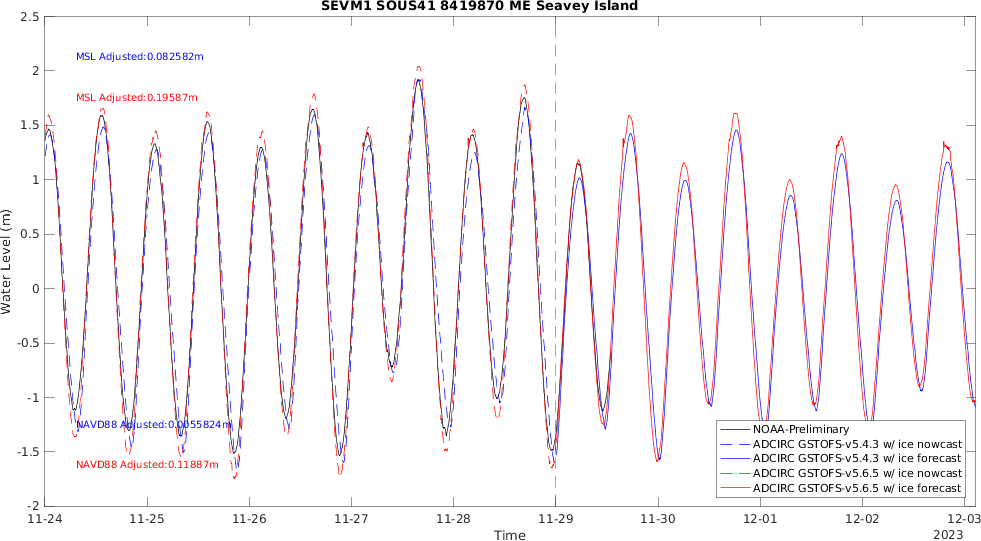 SEVM1 SOUS41 8419870 ME Seavey Island
2.5
2
1.5
1
0.5
0
-0.5
-1
-1.5
-2
Water Level (m)
MSL Adjusted:0.082582m
MSL Adjusted:0.19587m
NAVD88 Adjusted:0.0055824m
NAVD88 Adjusted:0.11887m
NOAA-Preliminary
ADCIRC GSTOFS-v5.4.3 w/ ice nowcast
ADCIRC GSTOFS-v5.4.3 w/ ice forecast
ADCIRC GSTOFS-v5.6.5 w/ ice nowcast
ADCIRC GSTOFS-v5.6.5 w/ ice forecast
11-24 11-25 11-26 11-27 11-28 11-29 11-30 12-01 12-02 12-03
Time
2023